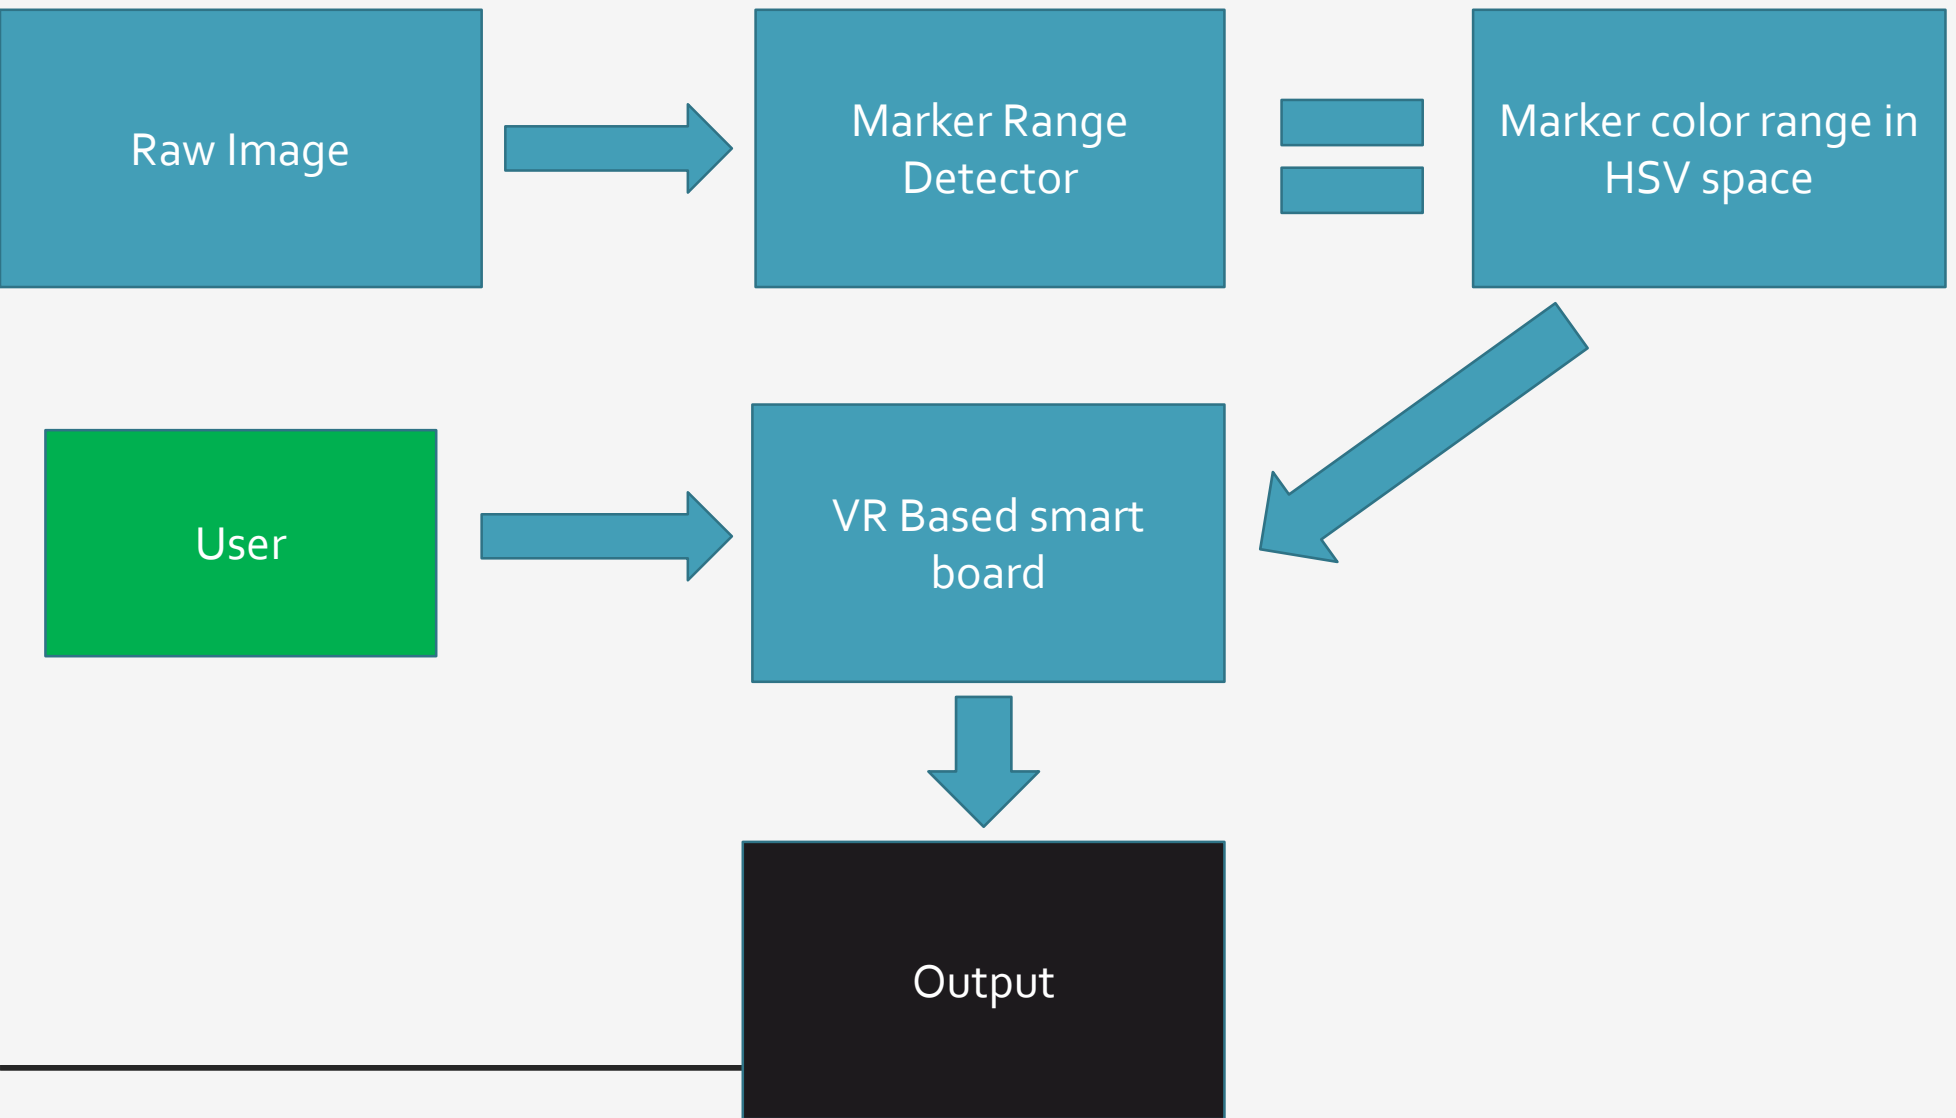 Raw Image
Marker Range
Detector
Marker color range in
HSV space
User
VR Based smart
board
Output